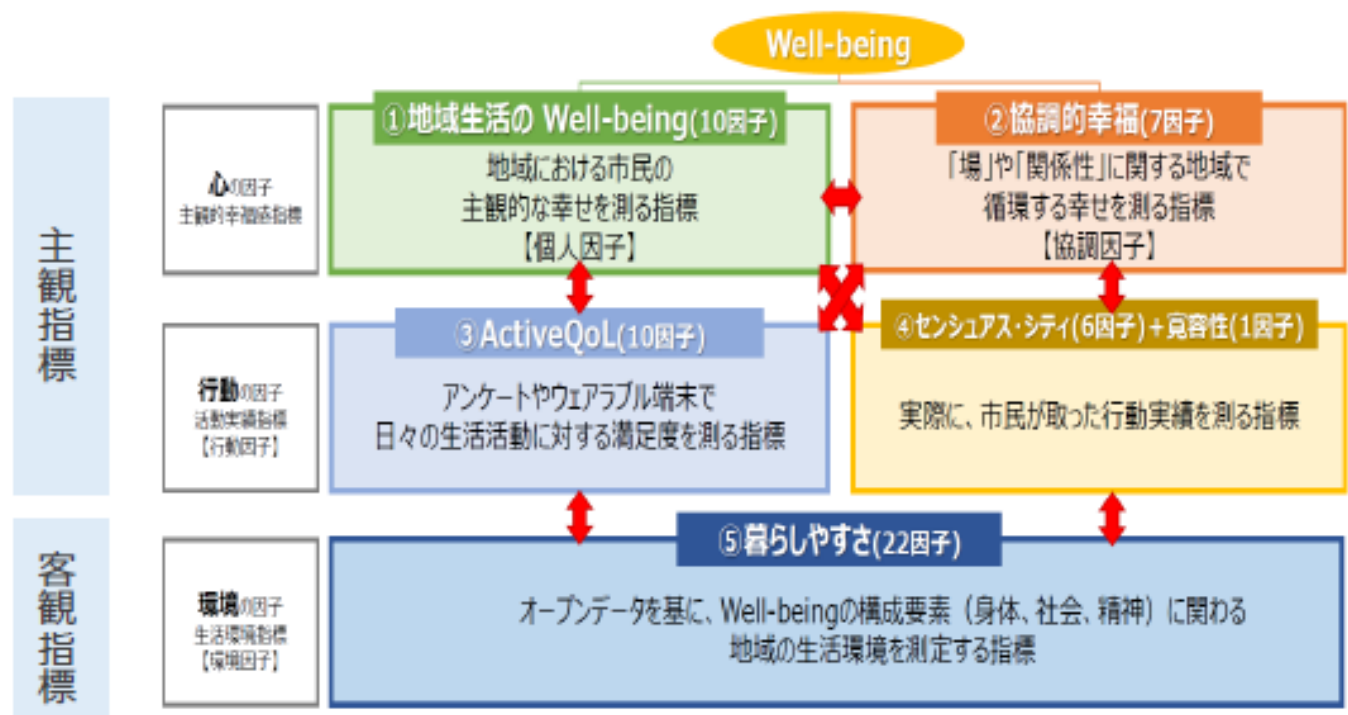 Well-being
主観指標
心の因子
主観的幸福感指標
①地域生活の Well-being(10因子)
地域における市民の
主観的な幸せを測る指標
【個人因子】
②協調的幸福(7因子)
「場」や「関係性」に関する地域で
循環する幸せを測る指標
【協調因子】
行動の因子
活動実績指標
【行動因子】
③ActiveQoL(10因子)
アンケートやウェアラブル端末で
日々の生活活動に対する満足度を測る指標
④センシュアス・シティ(6因子)+寛容性(1因子)
実際に、市民が取った行動実績を測る指標
客観指標
環境の因子
生活環境指標
【環境因子】
⑤暮らしやすさ(22因子)
オープンデータを基に、Well-beingの構成要素（身体、社会、精神）に関わる
地域の生活環境を測定する指標